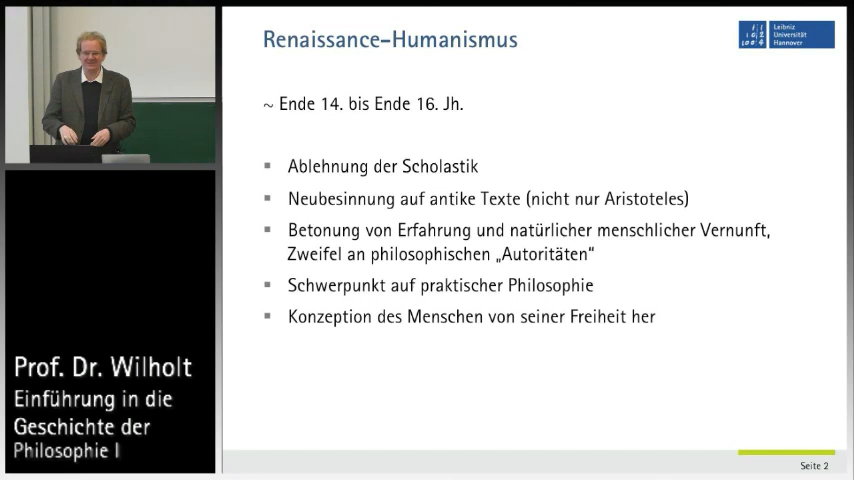 Renaissance-Humanismus
Leibniz
Universität
Hannover
~ Ende 14. bis Ende 16. Jh.
▪ Ablehnung der Scholastik
▪ Neubesinnung auf antike Texte (nicht nur Aristoteles)
▪ Betonung von Erfahrung und natürlicher menschlicher Vernunft,
Zweifel an philosophischen „Autoritäten“
▪ Schwerpunkt auf praktischer Philosophie
▪ Konzeption des Menschen von seiner Freiheit her
Prof. Dr. Wilholt
Einführung in die
Geschichte der
Philosophie I
Seite 2